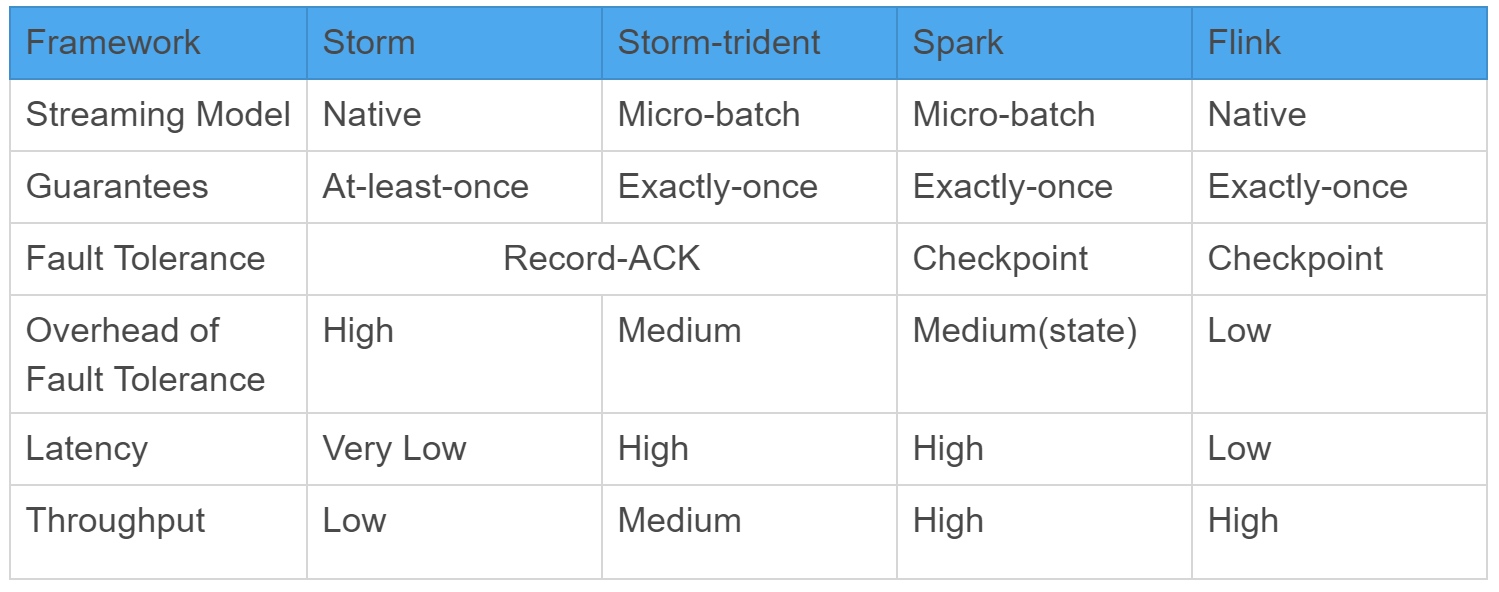 Framework Storm Storm-trident Spark Flink
Streaming Model Native Micro-batch Micro-batch Native
Guarantees At-least-once Exactly-once Exactly-once Exactly-once
Fault Tolerance Record-ACK Checkpoint Checkpoint
Overhead of High Medium Medium(state) Low
Fault Tolerance
Latency Very Low High High Low
Throughput Low Medium High High